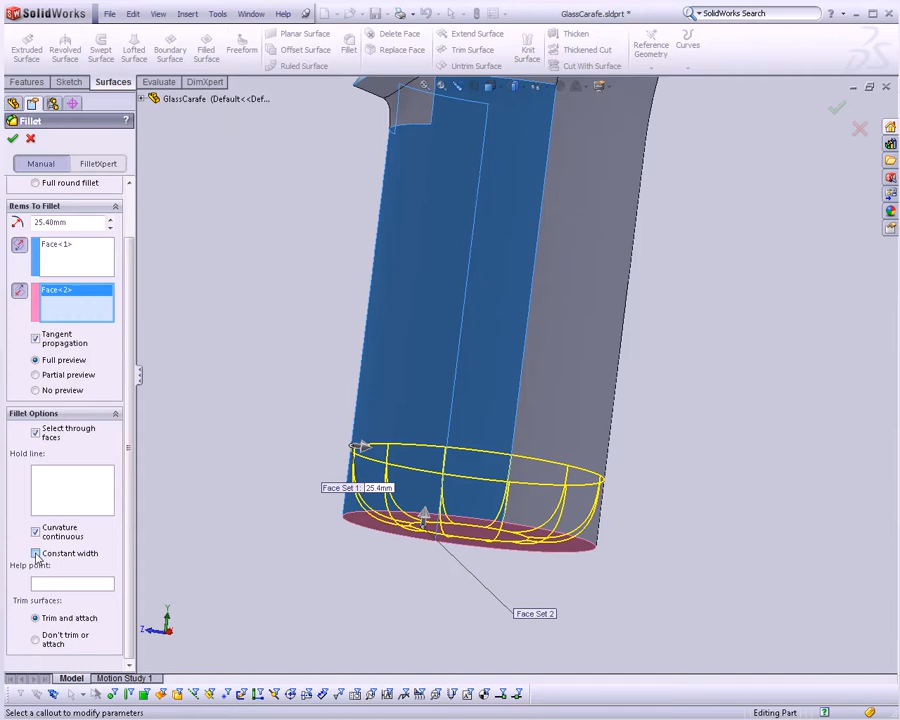 SolidWorks File Edit View Insert Tools Window Help GlassCarafe.sldprt * SolidWorks Search
Extruded Surface
Revolved Surface
Swept Surface
Lofted Surface
Boundary Surface
Filled Surface
Freeform
Planar Surface
Offset Surface
Ruled Surface
Fillet
Delete Face
Replace Face
Extend Surface
Trim Surface
Untrim Surface
Knit Surface
Thicken
Thickened Cut
Cut With Surface
Reference Geometry
Curves
Features Sketch Surfaces Evaluate DimXpert
GlassCarafe (Default<<Def...
Fillet ?
Manual FilletXpert
Full round fillet
Items To Fillet
25.40mm
Face<1>
Face<2>
Tangent
propagation
Full preview
Partial preview
No preview
Fillet Options
Select through
faces
Hold line:
Curvature
continuous
Constant width
Help point:
Trim surfaces:
Trim and attach
Don't trim or
attach
Face Set 1: 25.4mm
Face Set 2
Y
Z
Model Motion Study 1
Select a callout to modify parameters Editing Part